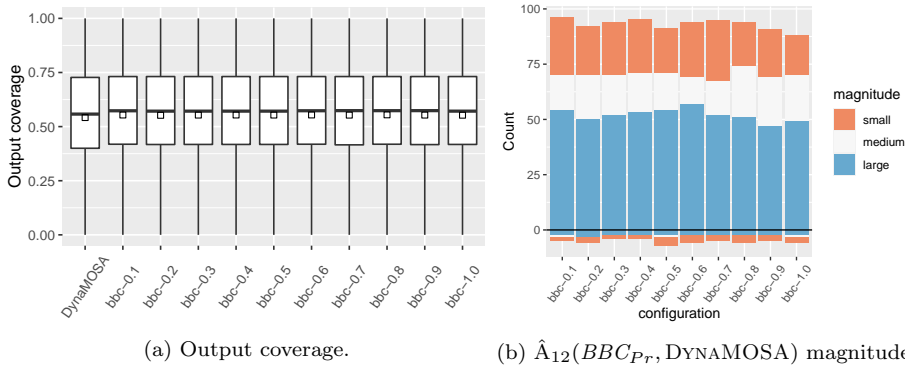 1.00
0.75
0.50
0.25
0.00
Output coverage
DynaMOSA
bbc−0.1
bbc−0.2
bbc−0.3
bbc−0.4
bbc−0.5
bbc−0.6
bbc−0.7
bbc−0.8
bbc−0.9
bbc−1.0
(a) Output coverage.
100
75
50
25
0
Count
bbc−0.1
bbc−0.2
bbc−0.3
bbc−0.4
bbc−0.5
bbc−0.6
bbc−0.7
bbc−0.8
bbc−0.9
bbc−1.0
configuration
magnitude
small
medium
large
(b) Â12(BBCPr, DYNAMOSA) magnitude